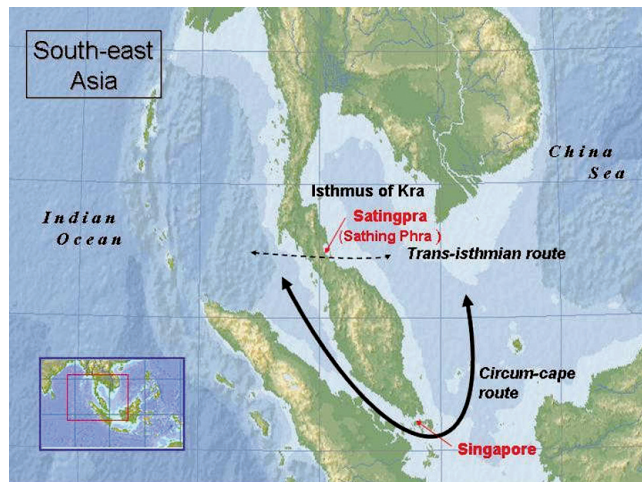 South-east
Asia
China
Sea
Isthmus of Kra
Indian
Ocean
Satingpra
(Sathing Phra )
Trans-isthmian route
Circum-cape
route
Singapore